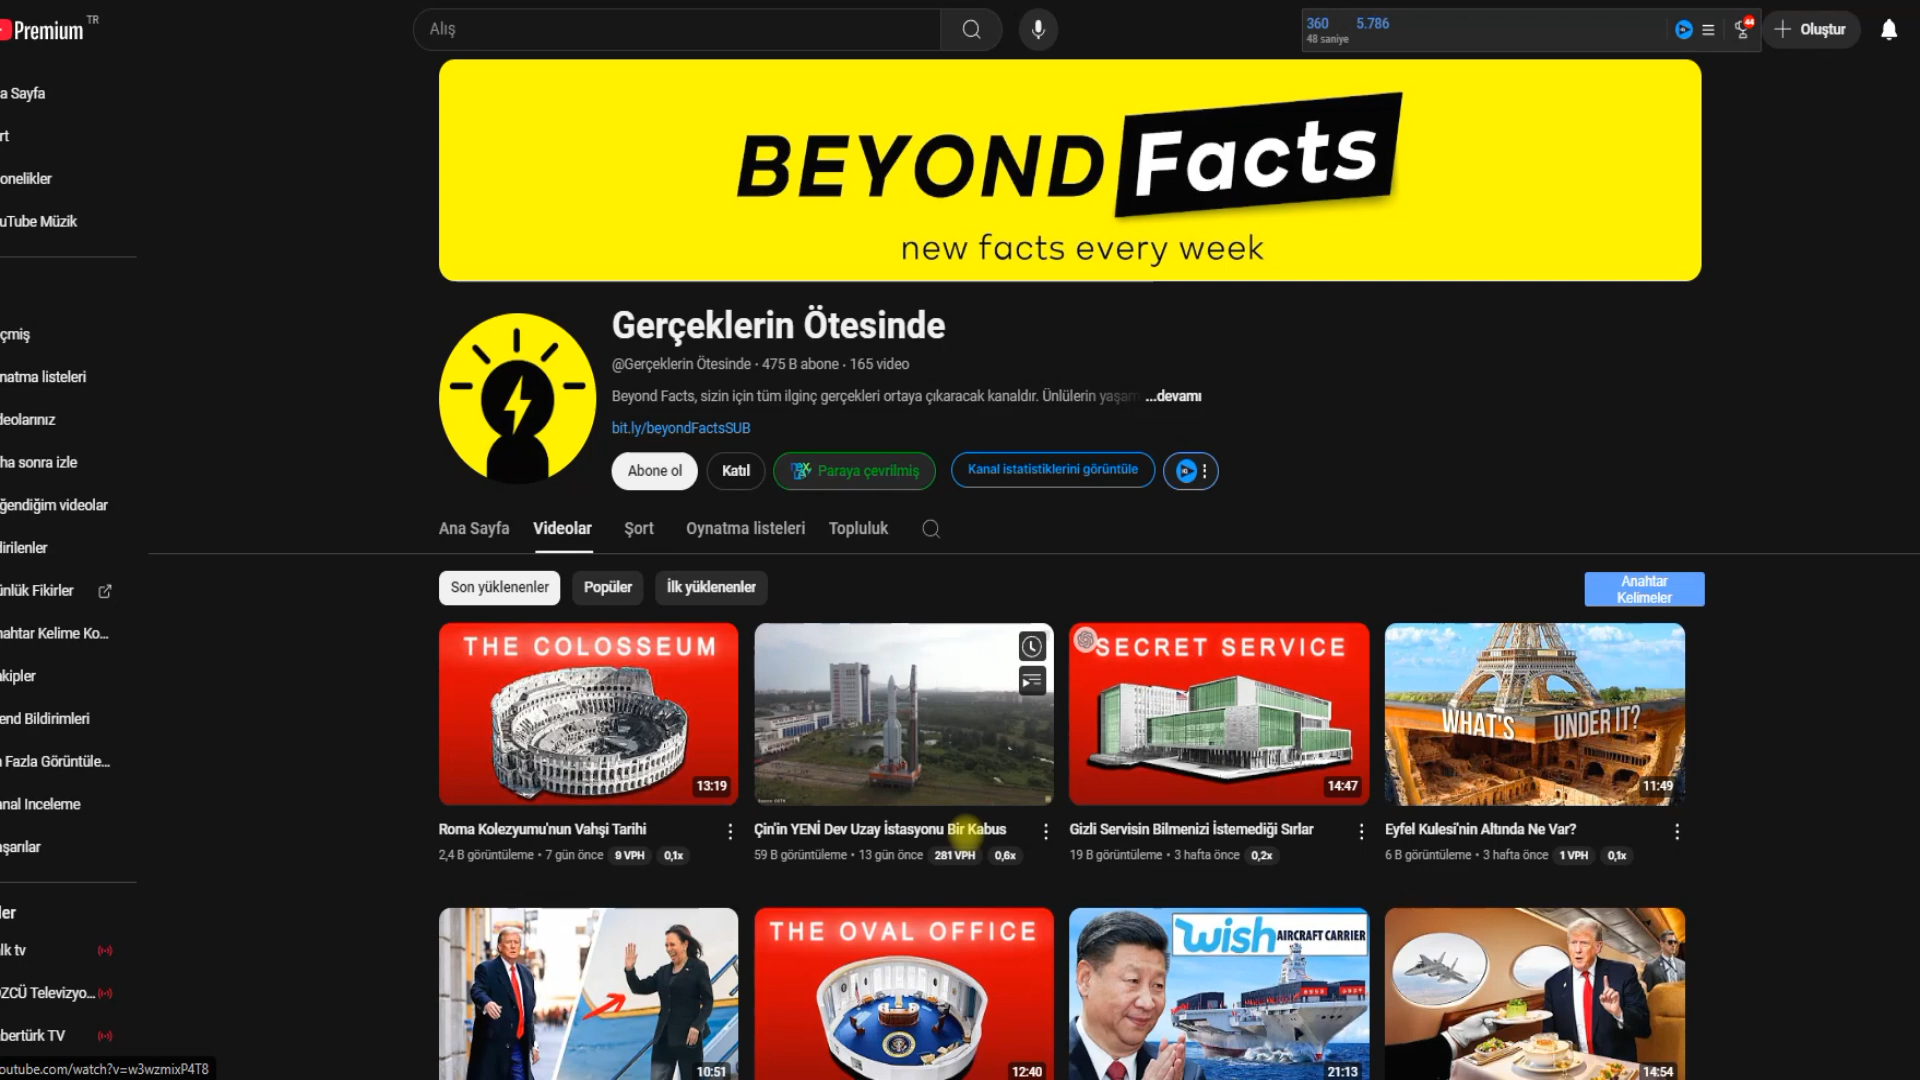 Premium TR
Alış
360 5.786
48 saniye
44
Oluştur
a Sayfa
rt
onelikler
uTube Müzik
çmiş
natma listeleri
deolarınız
ha sonra izle
ğendiğim videolar
dirilenler
ünlük Fikirler
nahtar Kelime Ko...
kipler
end Bildirimleri
a Fazla Görüntüle...
anal Inceleme
aşarılar
ler
lk tv
ÖZCÜ Televizyo...
bertürk TV
outube.com/watch?v=w3wzmixP4T8
BEYOND Facts
new facts every week
Gerçeklerin Ötesinde
@Gerçeklerin Ötesinde · 475 B abone · 165 video
Beyond Facts, sizin için tüm ilginç gerçekleri ortaya çıkaracak kanaldır. Ünlülerin yaşam ...devamı
bit.ly/beyondFactsSUB
Abone ol
Katıl
Paraya çevrilmiş
Kanal istatistiklerini görüntüle
Ana Sayfa Videolar Şort Oynatma listeleri Topluluk
Son yüklenenler Popüler İlk yüklenenler
Anahtar
Kelimeler
THE COLOSSEUM
13:19
Roma Kolezyumu'nun Vahşi Tarihi
2,4 B görüntüleme • 7 gün önce 9 VPH 0,1x
Çin'in YENİ Dev Uzay İstasyonu Bir Kabus
59 B görüntüleme • 13 gün önce 281 VPH 0,6x
SECRET SERVICE
14:47
Gizli Servisin Bilmenizi İstemediği Sırlar
19 B görüntüleme • 3 hafta önce 0,2x
WHAT'S UNDER IT?
11:49
Eyfel Kulesi'nin Altında Ne Var?
6 B görüntüleme • 3 hafta önce 1 VPH 0,1x
10:51
THE OVAL OFFICE
12:40
wish AIRCRAFT CARRIER
21:13
14:54